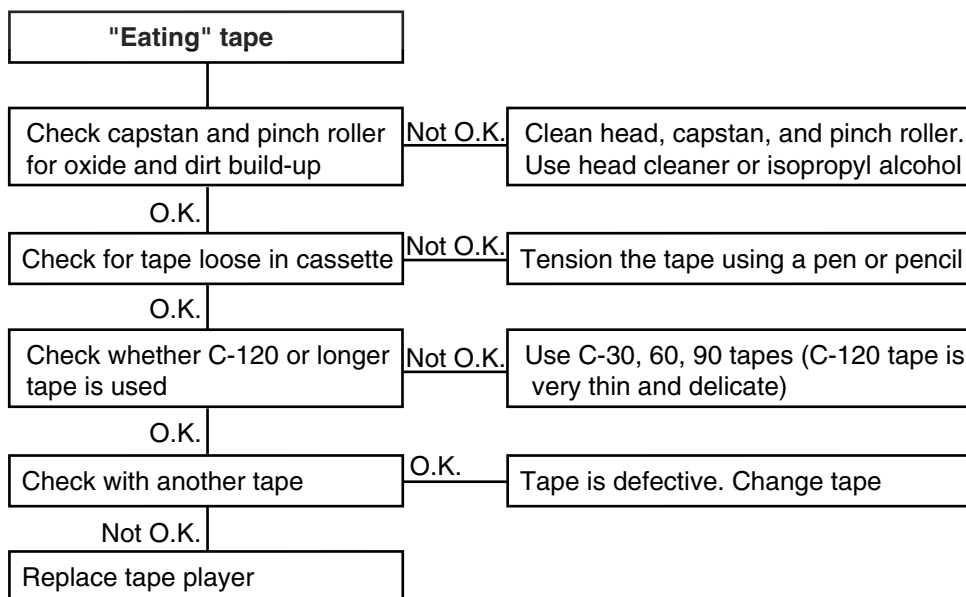 "Eating" tape
Check capstan and pinch roller
for oxide and dirt build-up
Not O.K.
Clean head, capstan, and pinch roller.
Use head cleaner or isopropyl alcohol
O.K.
Check for tape loose in cassette
Not O.K.
Tension the tape using a pen or pencil
O.K.
Check whether C-120 or longer
tape is used
Not O.K.
Use C-30, 60, 90 tapes (C-120 tape is
very thin and delicate)
O.K.
Check with another tape
O.K.
Tape is defective. Change tape
Not O.K.
Replace tape player